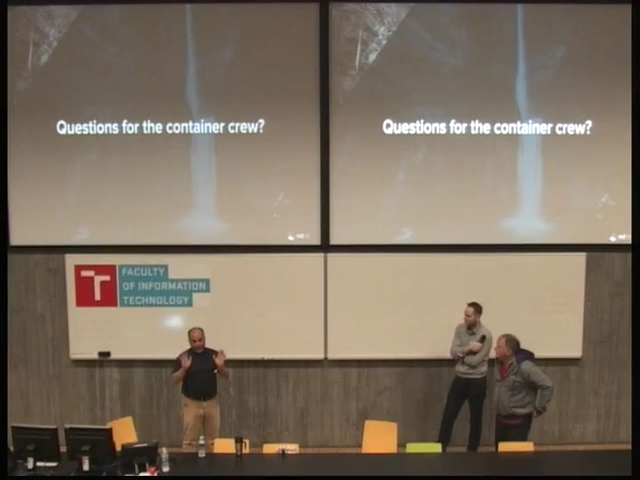 Questions for the container crew?
Questions for the container crew?
T
FACULTY
OF INFORMATION
TECHNOLOGY